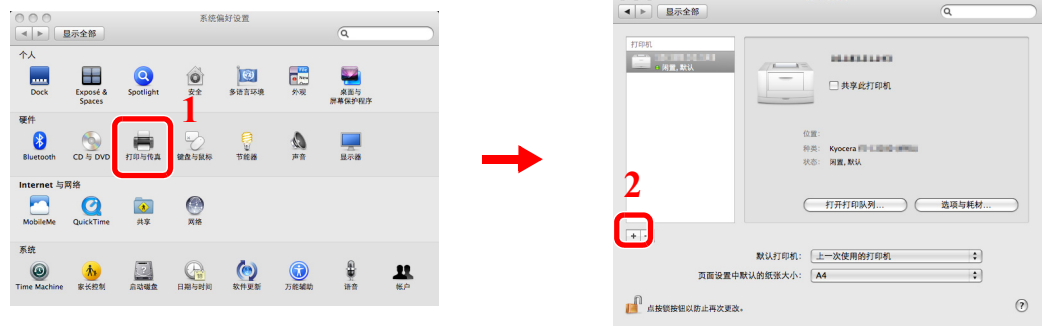 系统偏好设置
显示全部
个人
Dock
Exposé &
Spaces
Spotlight
安全
多语言环境
外观
桌面与
屏幕保护程序
1
硬件
Bluetooth
CD 与 DVD
打印与传真
键盘与鼠标
节能器
声音
显示器
Internet 与网络
MobileMe
QuickTime
共享
网络
系统
Time Machine
家长控制
启动磁盘
日期与时间
软件更新
万能辅助
语音
帐户
显示全部
打印机
闲置, 默认
共享此打印机
位置:
种类: Kyocera
状态: 闲置, 默认
2
打开打印队列...
选项与耗材...
+ -
默认打印机: 上一次使用的打印机
页面设置中默认的纸张大小: A4
点按锁按钮以防止再次更改。
?